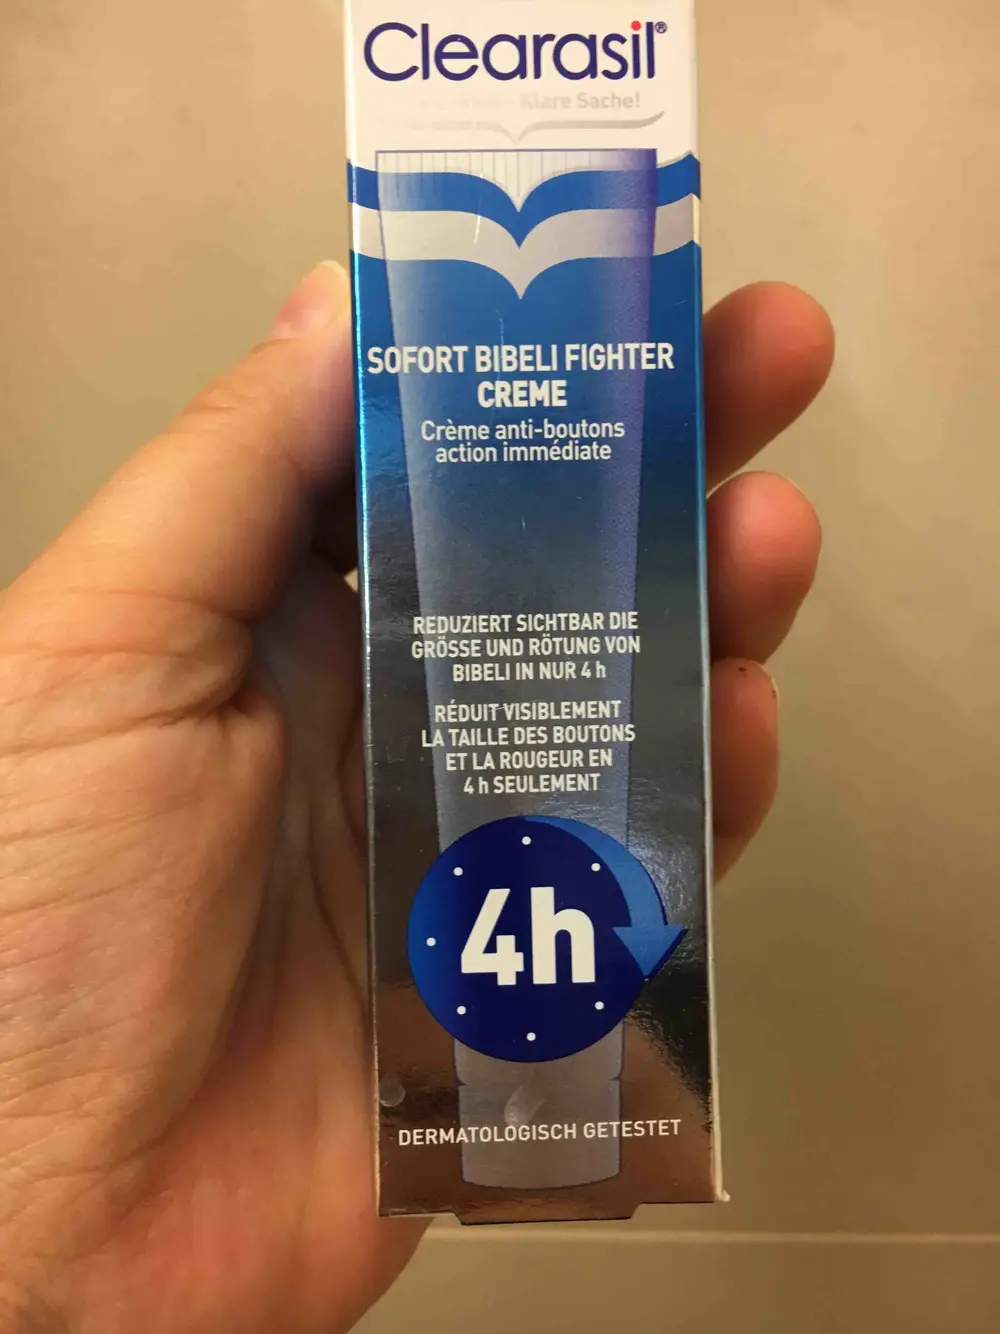 Clearasil®
- Klare Sache!
SOFORT BIBELI FIGHTER
CREME
Crème anti-boutons
action immédiate
REDUZIERT SICHTBAR DIE
GRÖSSE UND RÖTUNG VON
BIBELI IN NUR 4 h
RÉDUIT VISIBLEMENT
LA TAILLE DES BOUTONS
ET LA ROUGEUR EN
4 h SEULEMENT
4h
DERMATOLOGISCH GETESTET